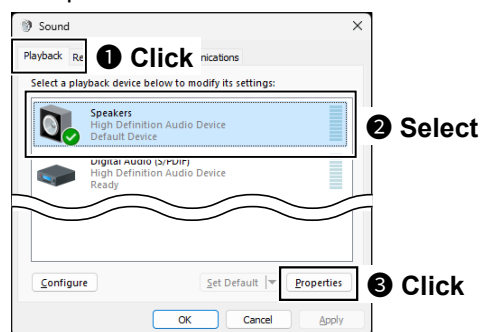 Sound
Playback Re ❶ Click nications
Select a playback device below to modify its settings:
Speakers
High Definition Audio Device
Default Device
❷ Select
Digital Audio (S/PDIF)
High Definition Audio Device
Ready
Configure Set Default Properties ❸ Click
OK Cancel Apply